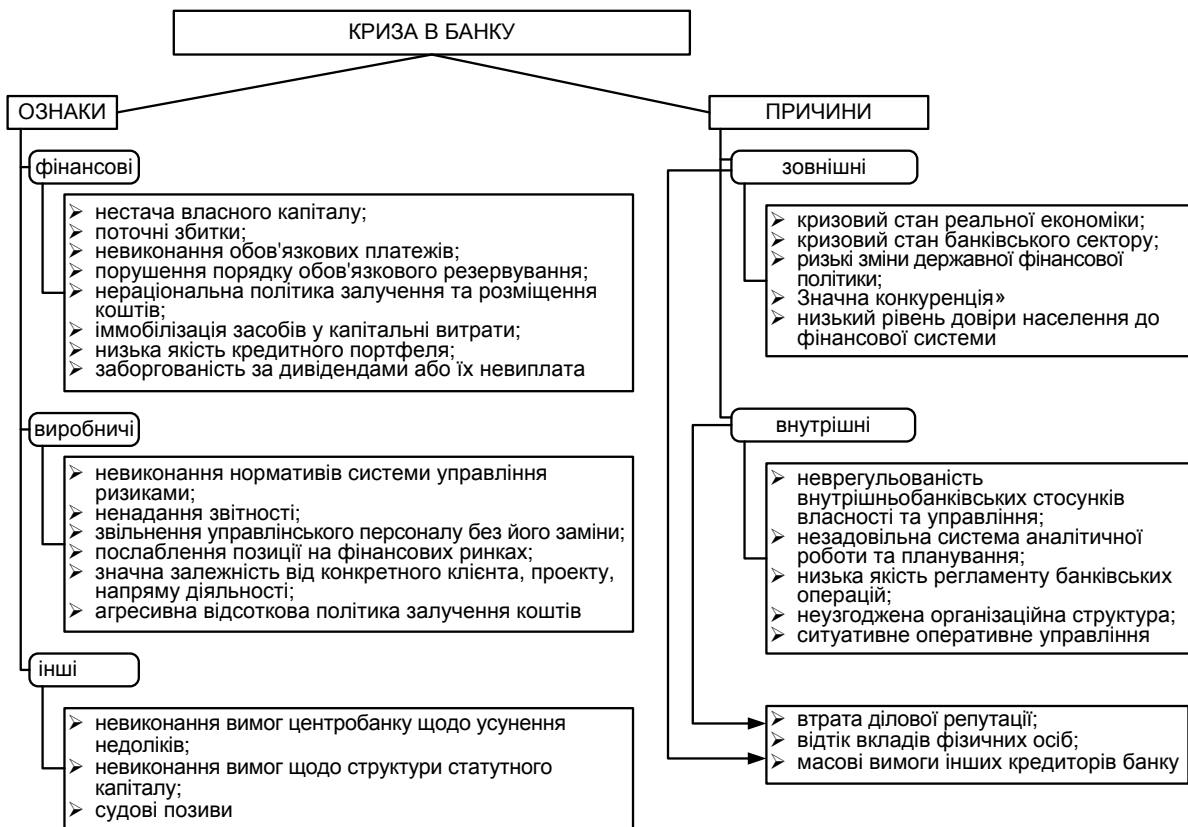 КРИЗА В БАНКУ
ОЗНАКИ
фінансові
➢ нестача власного капіталу;
➢ поточні збитки;
➢ невиконання обов'язкових платежів;
➢ порушення порядку обов'язкового резервування;
➢ нераціональна політика залучення та розміщення
коштів;
➢ іммобілізація засобів у капітальні витрати;
➢ низька якість кредитного портфеля;
➢ заборгованість за дивідендами або їх невиплата
виробничі
➢ невиконання нормативів системи управління
ризиками;
➢ ненадання звітності;
➢ звільнення управлінського персоналу без його заміни;
➢ послаблення позиції на фінансових ринках;
➢ значна залежність від конкретного клієнта, проекту,
напряму діяльності;
➢ агресивна відсоткова політика залучення коштів
інші
➢ невиконання вимог центробанку щодо усунення
недоліків;
➢ невиконання вимог щодо структури статутного
капіталу;
➢ судові позиви
ПРИЧИНИ
зовнішні
➢ кризовий стан реальної економіки;
➢ кризовий стан банківського сектору;
➢ ризькі зміни державної фінансової
політики;
➢ Значна конкуренція»
➢ низький рівень довіри населення до
фінансової системи
внутрішні
➢ неврегульованість
внутрішньобанківських стосунків
власності та управління;
➢ незадовільна система аналітичної
роботи та планування;
➢ низька якість регламенту банківських
операцій;
➢ неузгоджена організаційна структура;
➢ ситуативне оперативне управління
➢ втрата ділової репутації;
➢ відтік вкладів фізичних осіб;
➢ масові вимоги інших кредиторів банку